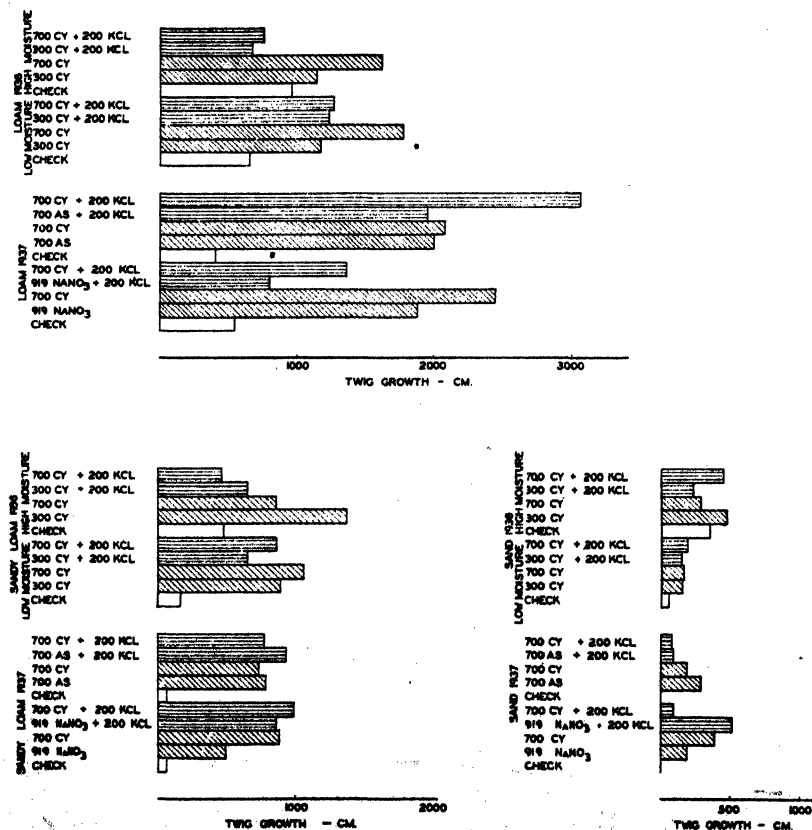 LOAM 1936
HIGH MOISTURE
700 CY + 200 KCL
300 CY + 200 KCL
700 CY
300 CY
CHECK
LOW MOISTURE
700 CY + 200 KCL
300 CY + 200 KCL
700 CY
300 CY
CHECK
LOAM 1937
700 CY + 200 KCL
700 AS + 200 KCL
700 CY
700 AS
CHECK
700 CY + 200 KCL
919 NANO3 + 200 KCL
700 CY
919 NANO3
CHECK
1000 2000 3000
TWIG GROWTH - CM.
SANDY LOAM 1936
HIGH MOISTURE
700 CY + 200 KCL
300 CY + 200 KCL
700 CY
300 CY
CHECK
LOW MOISTURE
700 CY + 200 KCL
300 CY + 200 KCL
700 CY
300 CY
CHECK
SANDY LOAM 1937
700 CY + 200 KCL
700 AS + 200 KCL
700 CY
700 AS
CHECK
700 CY + 200 KCL
919 NANO3 + 200 KCL
700 CY
919 NANO3
CHECK
1000 2000
TWIG GROWTH - CM.
SAND 1936
HIGH MOISTURE
700 CY + 200 KCL
300 CY + 200 KCL
700 CY
300 CY
CHECK
LOW MOISTURE
700 CY + 200 KCL
300 CY + 200 KCL
700 CY
300 CY
CHECK
SAND 1937
700 CY + 200 KCL
700 AS + 200 KCL
700 CY
700 AS
CHECK
700 CY + 200 KCL
919 NANO3 + 200 KCL
700 CY
919 NANO3
CHECK
500 1000
TWIG GROWTH - CM.